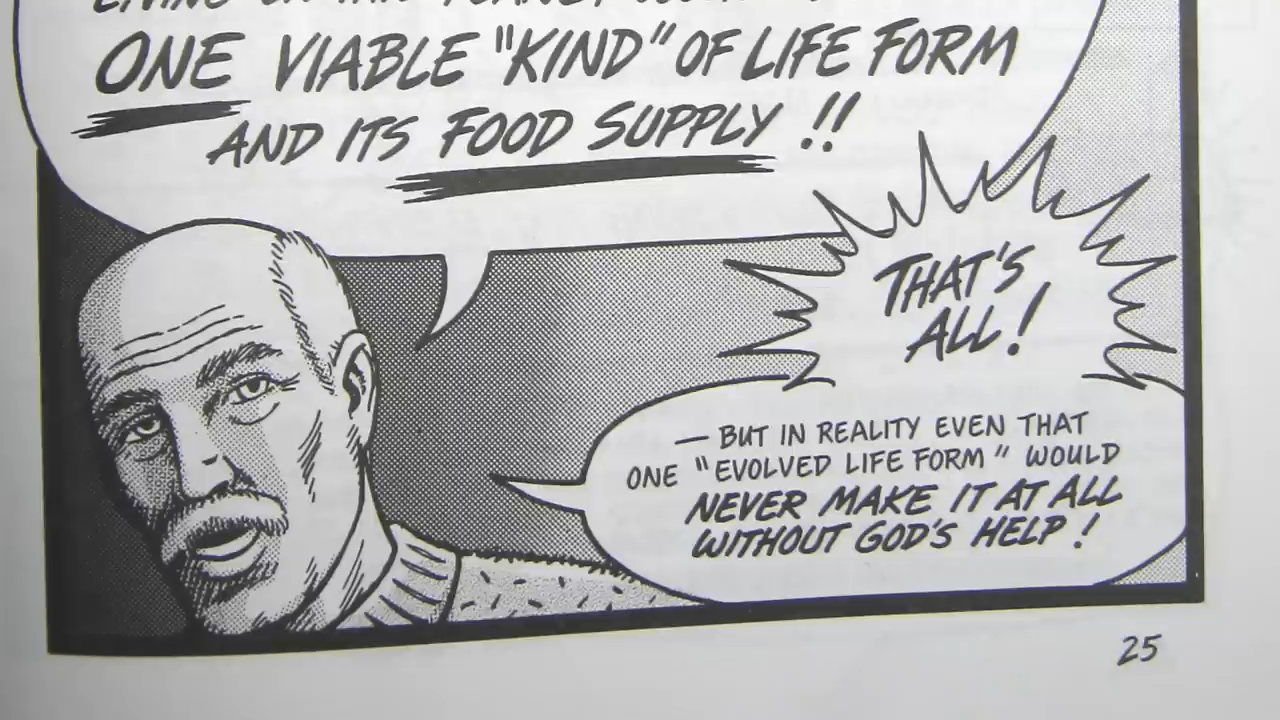 ONE VIABLE "KIND" OF LIFE FORM
AND ITS FOOD SUPPLY !!
THAT'S
ALL!
— BUT IN REALITY EVEN THAT
ONE "EVOLVED LIFE FORM" WOULD
NEVER MAKE IT AT ALL
WITHOUT GOD'S HELP!
25